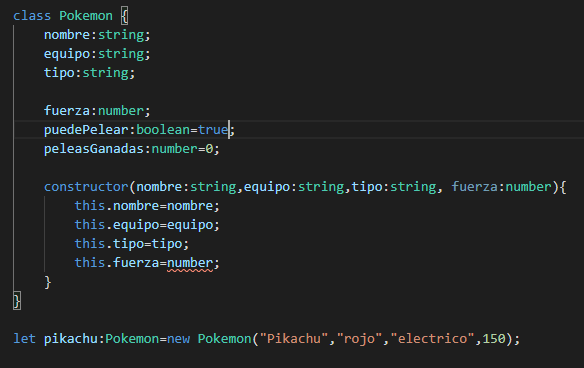 class Pokemon {
nombre:string;
equipo:string;
tipo:string;
fuerza:number;
puedePelear:boolean=true;
peleasGanadas:number=0;
constructor(nombre:string,equipo:string,tipo:string, fuerza:number){
this.nombre=nombre;
this.equipo=equipo;
this.tipo=tipo;
this.fuerza=number;
}
}
let pikachu:Pokemon=new Pokemon("Pikachu","rojo","electrico",150);